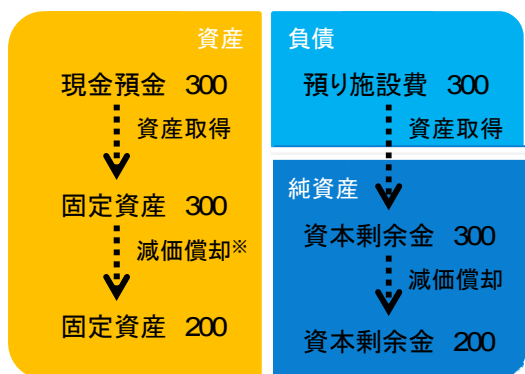 資産
現金預金 300
資産取得
固定資産 300
減価償却※
固定資産 200
負債
預り施設費 300
資産取得
純資産
資本剰余金 300
減価償却
資本剰余金 200